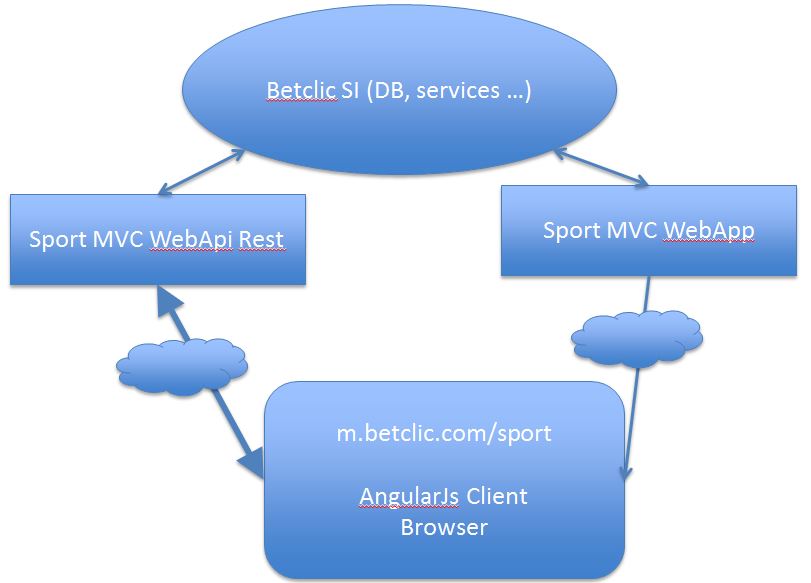 Betclic SI (DB, services ...)
Sport MVC WebApi Rest
Sport MVC WebApp
m.betclic.com/sport
AngularJs Client
Browser